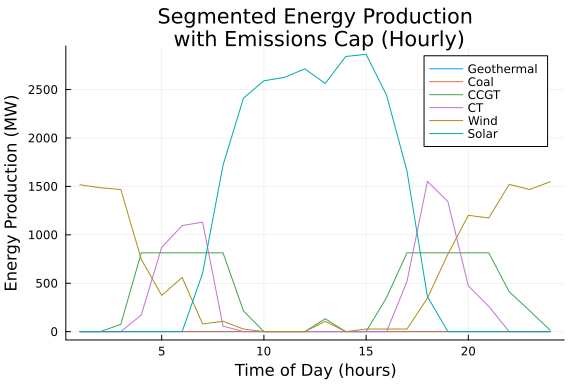 Segmented Energy Production
with Emissions Cap (Hourly)
Geothermal
Coal
CCGT
CT
Wind
Solar
Energy Production (MW)
2500
2000
1500
1000
500
0
5
10
15
20
Time of Day (hours)